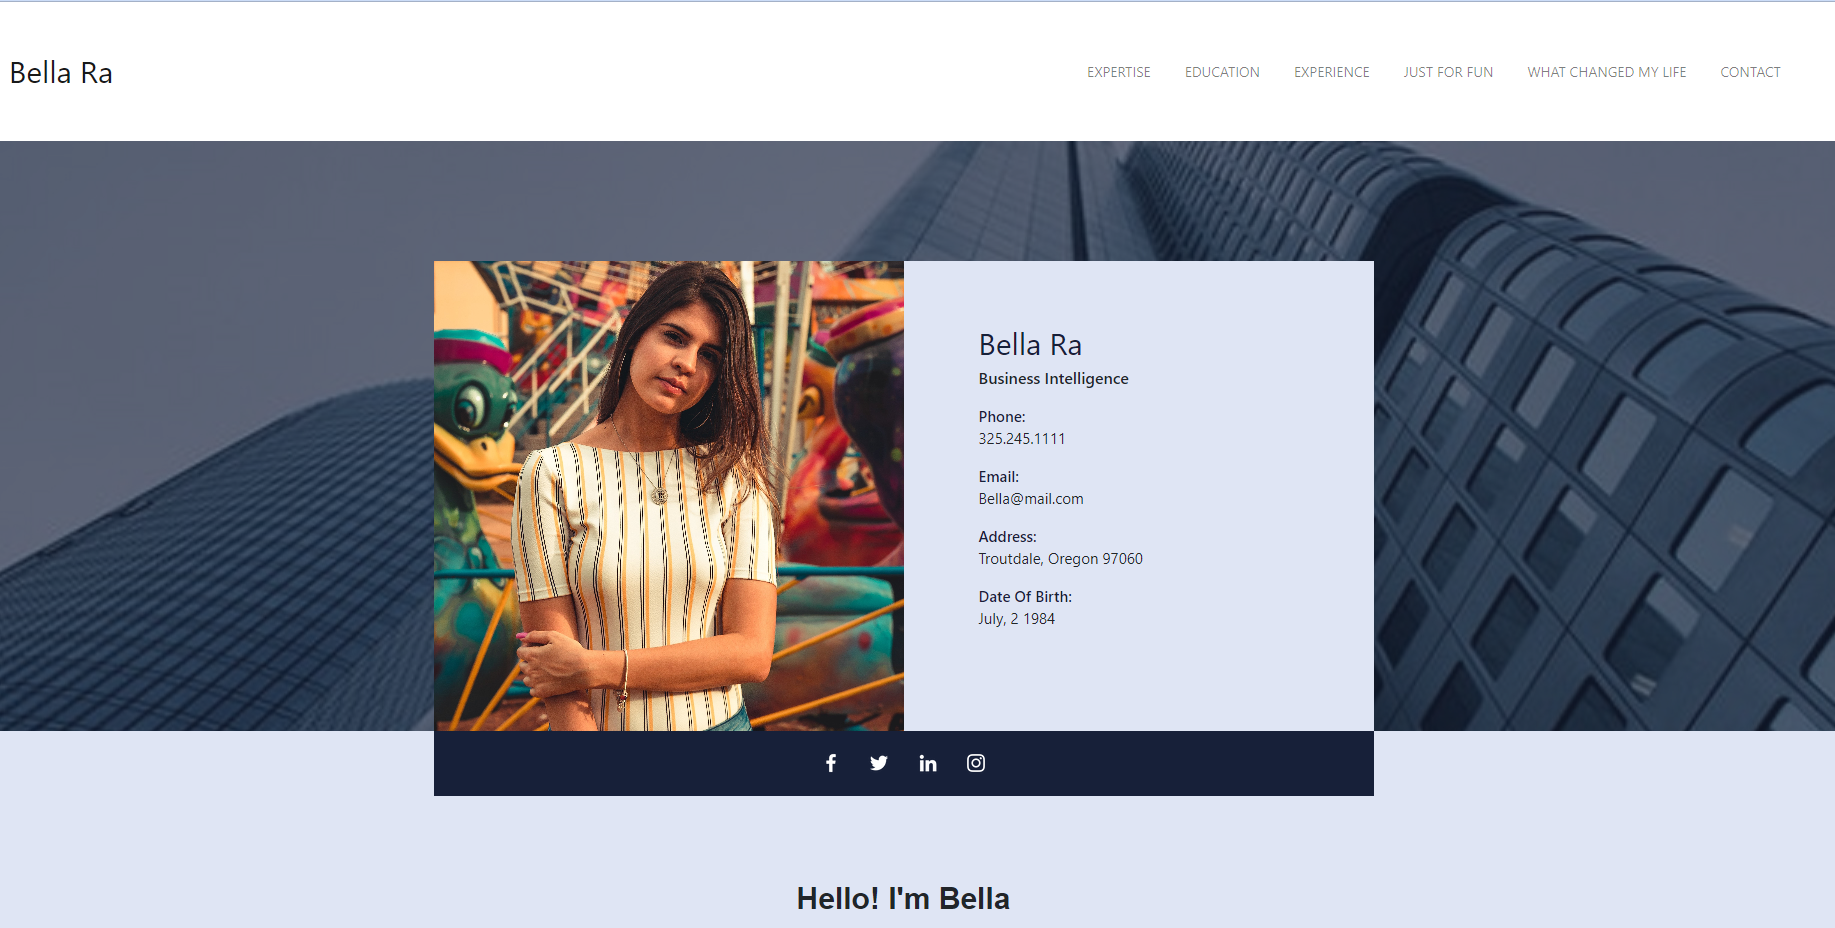 Bella Ra
EXPERTISE EDUCATION EXPERIENCE JUST FOR FUN WHAT CHANGED MY LIFE CONTACT
Bella Ra
Business Intelligence
Phone:
325.245.1111
Email:
Bella@mail.com
Address:
Troutdale, Oregon 97060
Date Of Birth:
July, 2 1984
Hello! I'm Bella